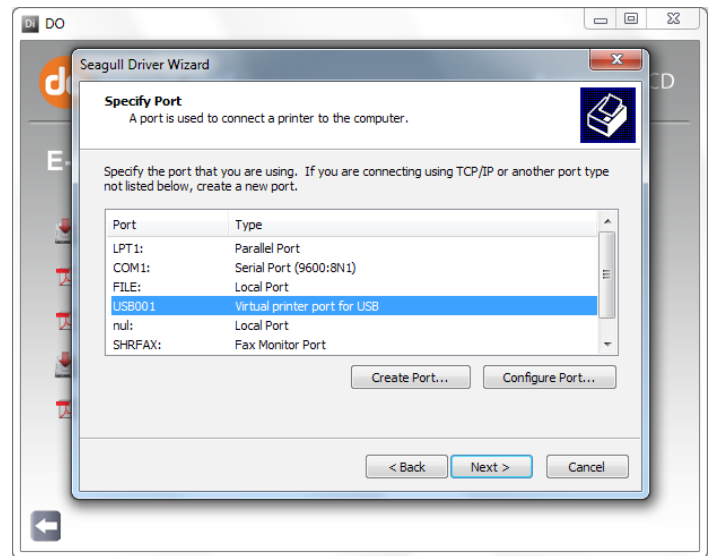 Di DO
Seagull Driver Wizard
CD
Specify Port
A port is used to connect a printer to the computer.
E-
Specify the port that you are using. If you are connecting using TCP/IP or another port type
not listed below, create a new port.
Port Type
LPT1: Parallel Port
COM1: Serial Port (9600:8N1)
FILE: Local Port
USB001 Virtual printer port for USB
nul: Local Port
SHRFAX: Fax Monitor Port
Create Port... Configure Port...
< Back Next > Cancel